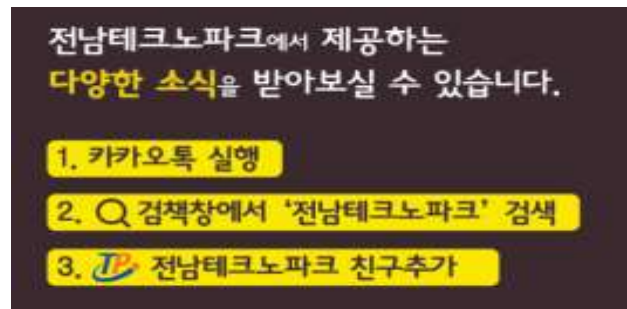 전남테크노파크에서 제공하는
다양한 소식을 받아보실 수 있습니다.
1. 카카오톡 실행
2. 검책창에서 '전남테크노파크' 검색
3. TP 전남테크노파크 친구추가